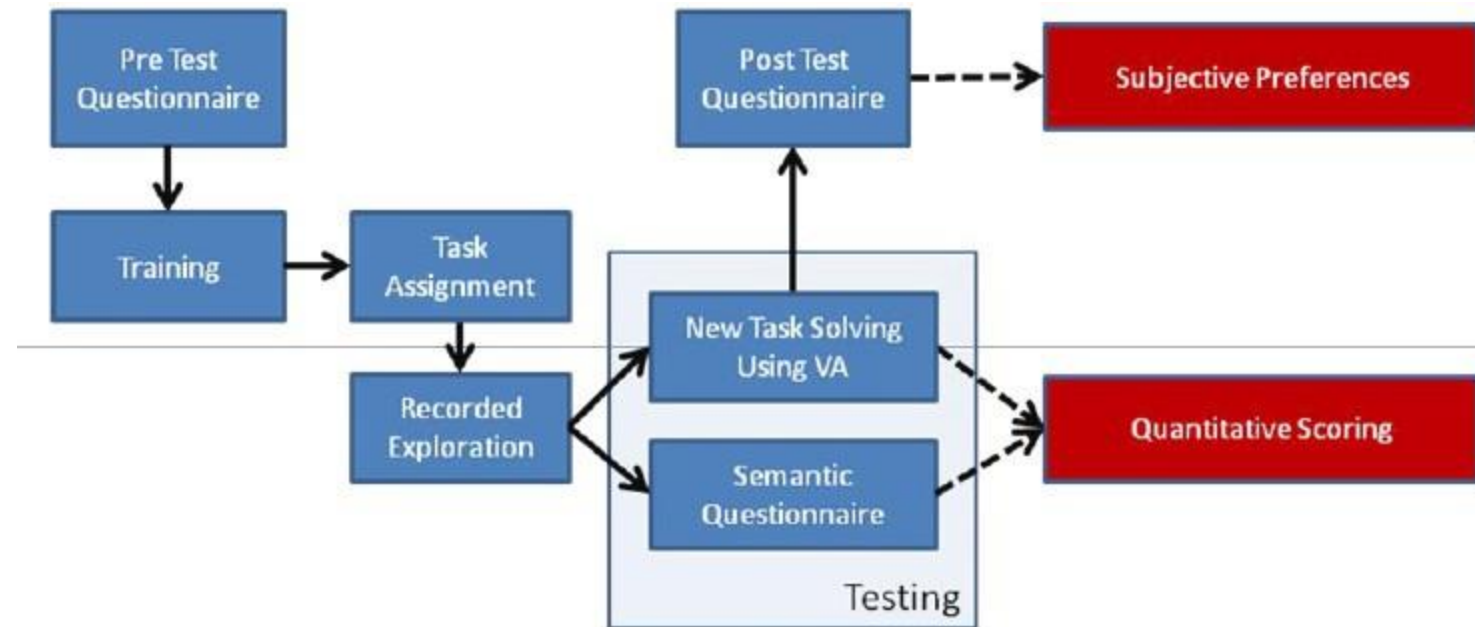 Pre Test
Questionnaire
Post Test
Questionnaire
Subjective Preferences
Training
Task
Assignment
New Task Solving
Using VA
Recorded
Exploration
Quantitative Scoring
Semantic
Questionnaire
Testing